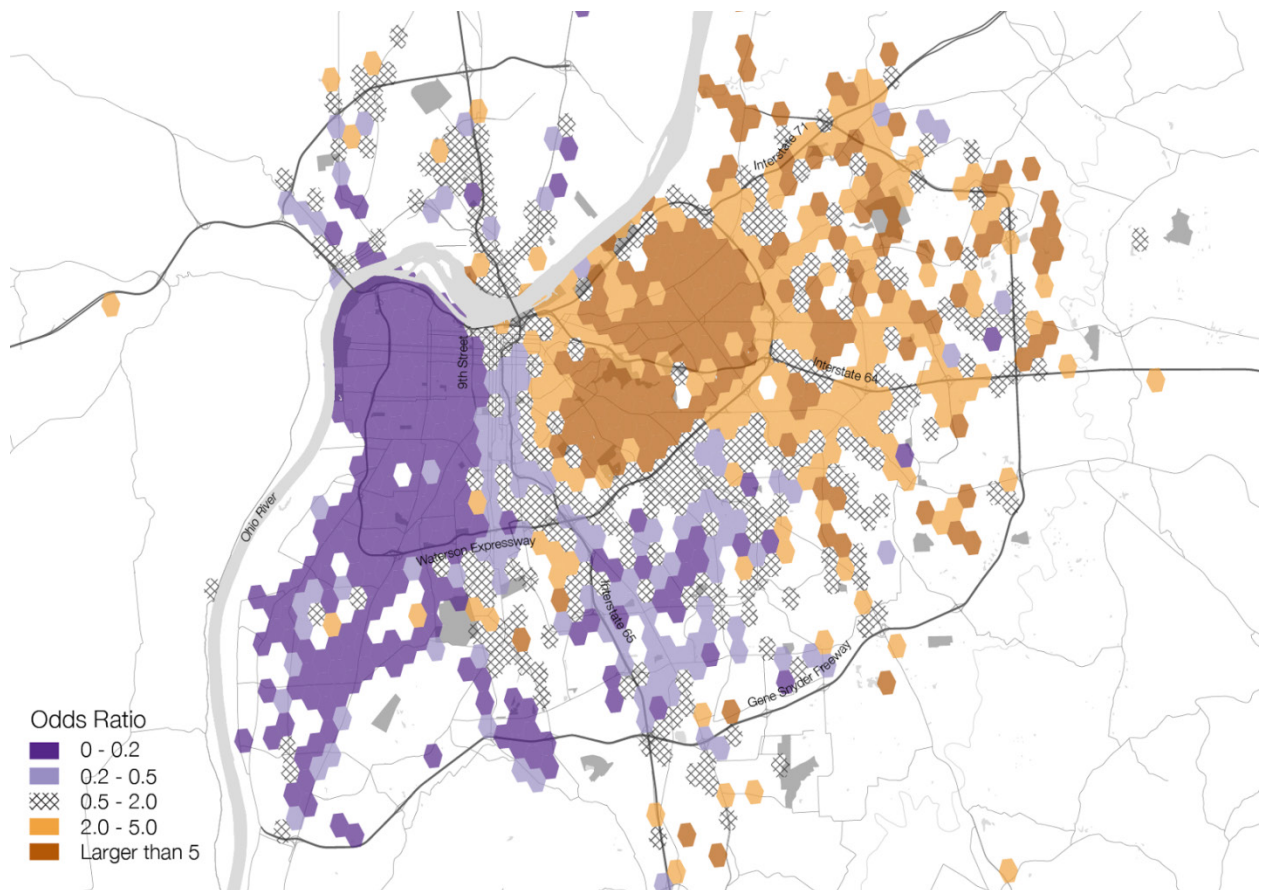 Interstate 71
9th Street
Interstate 64
Ohio River
Waterson Expressway
Interstate 65
Gene Snyder Freeway
Odds Ratio
0 - 0.2
0.2 - 0.5
0.5 - 2.0
2.0 - 5.0
Larger than 5